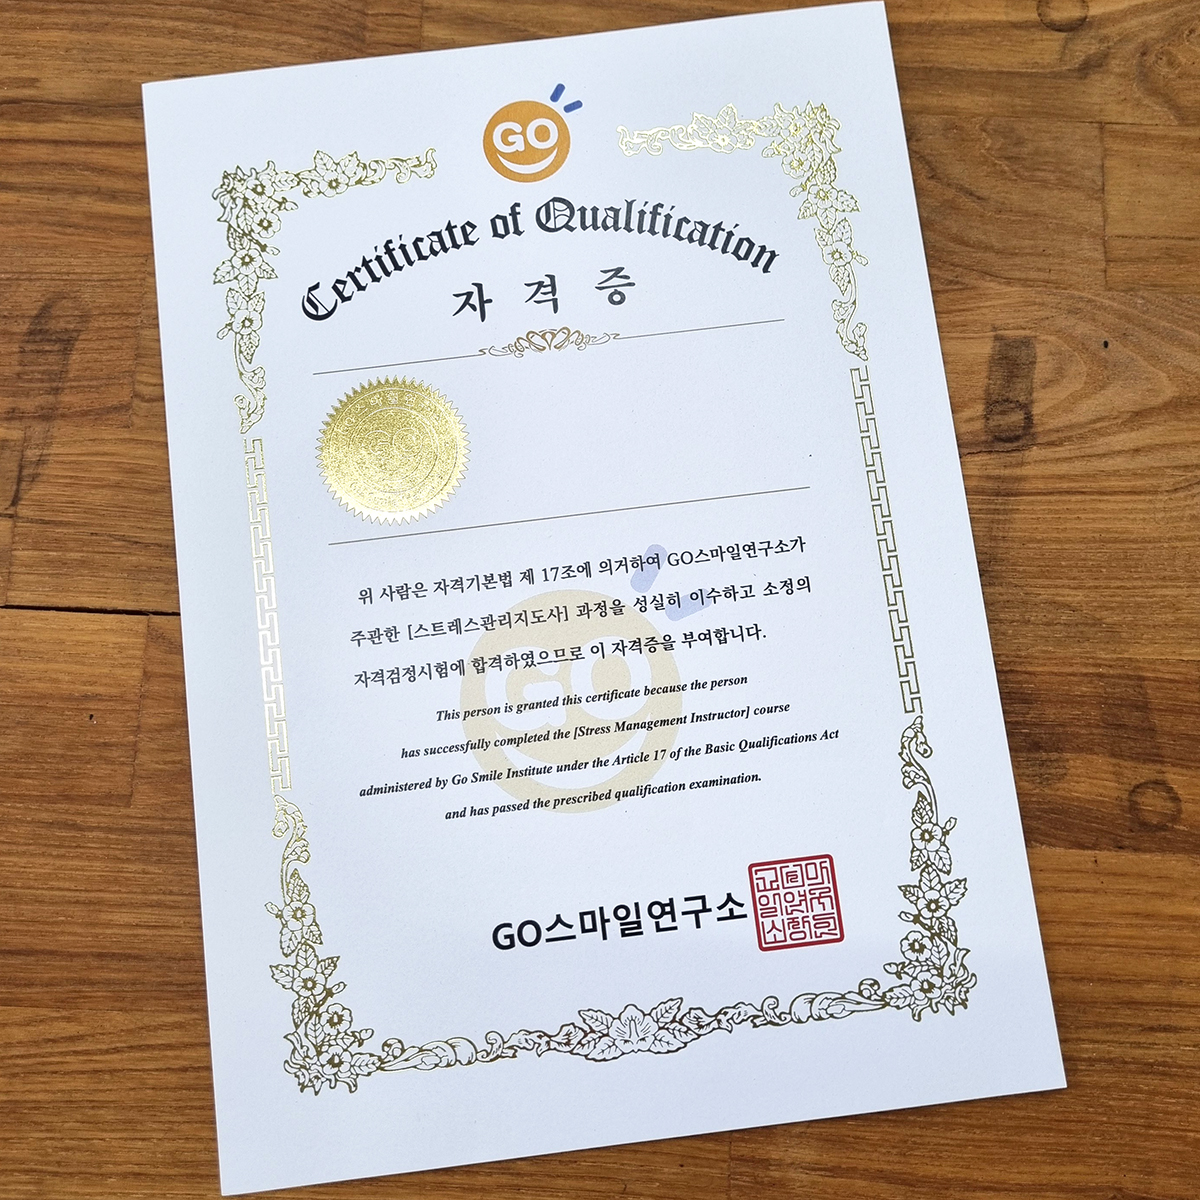 GO
Certificate of Qualification
자격증
위 사람은 자격기본법 제 17조에 의거하여 GO스마일연구소가
주관한 [스트레스관리지도사] 과정을 성실히 이수하고 소정의
자격검정시험에 합격하였으므로 이 자격증을 부여합니다.
This person is granted this certificate because the person
has successfully completed the [Stress Management Instructor] course
administered by Go Smile Institute under the Article 17 of the Basic Qualifications Act
and has passed the prescribed qualification examination.
GO스마일연구소